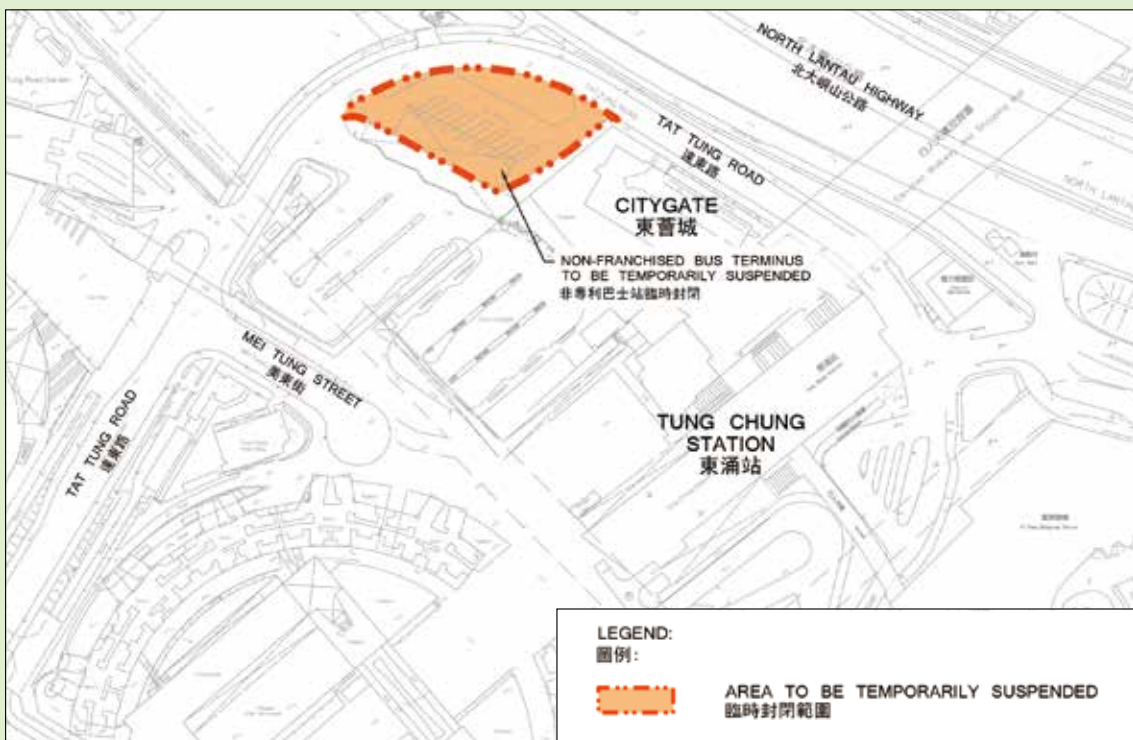 NORTH LANTAU HIGHWAY
北大嶼山公路
TAT TUNG ROAD
達東路
CITYGATE
東薈城
NON-FRANCHISED BUS TERMINUS
TO BE TEMPORARILY SUSPENDED
非專利巴士站臨時封閉
MEI TUNG STREET
美東街
TAT TUNG ROAD
達東路
TUNG CHUNG
STATION
東涌站
LEGEND:
圖例:
AREA TO BE TEMPORARILY SUSPENDED
臨時封閉範圍